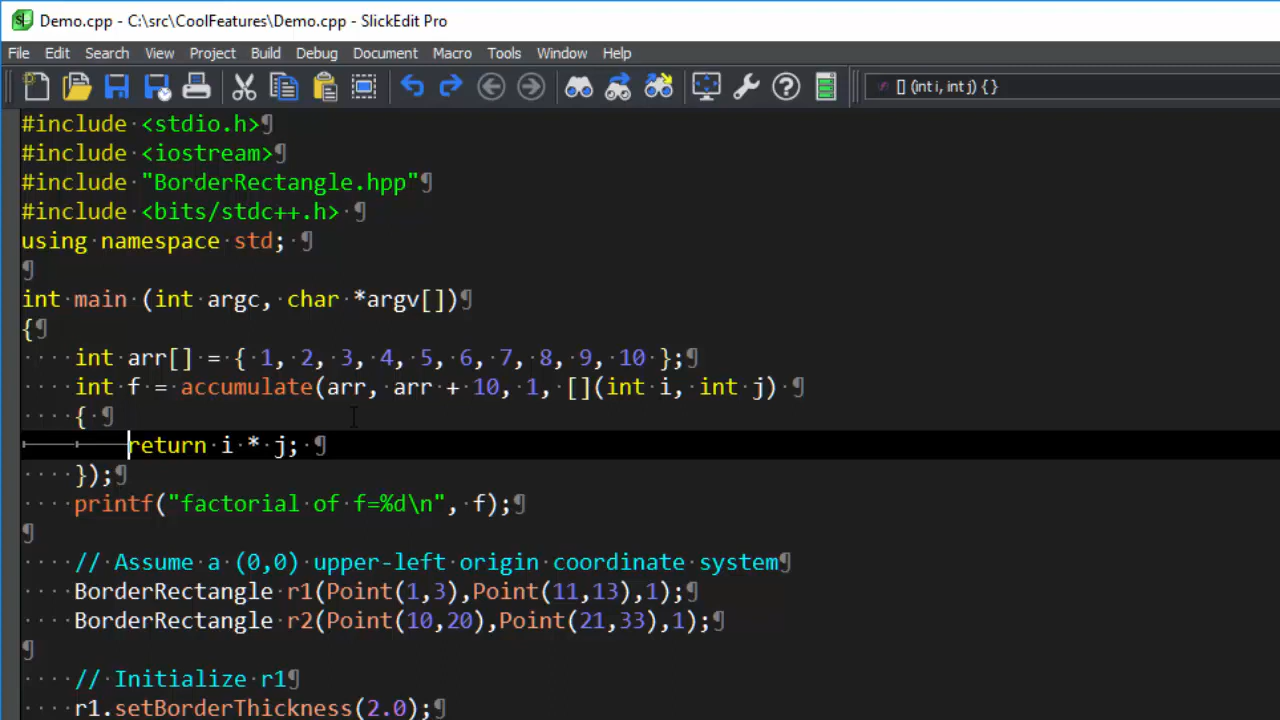 Demo.cpp - C:\src\CoolFeatures\Demo.cpp - SlickEdit Pro
File Edit Search View Project Build Debug Document Macro Tools Window Help
[] (int i, int j) { }
#include·<stdio.h>¶
#include·<iostream>¶
#include·"BorderRectangle.hpp"¶
#include·<bits/stdc++.h>·¶
using·namespace·std;·¶
¶
int·main·(int·argc,·char·*argv[])¶
{¶
····int·arr[]·=·{·1,·2,·3,·4,·5,·6,·7,·8,·9,·10·};¶
····int·f·=·accumulate(arr,·arr·+·10,·1,·[](int·i,·int·j)·¶
····{·¶
return·i·*·j;·¶
····});¶
····printf("factorial·of·f=%d\n",·f);¶
¶
····//·Assume·a·(0,0)·upper-left·origin·coordinate·system¶
····BorderRectangle·r1(Point(1,3),Point(11,13),1);¶
····BorderRectangle·r2(Point(10,20),Point(21,33),1);¶
¶
····//·Initialize·r1¶
····r1.setBorderThickness(2.0);¶